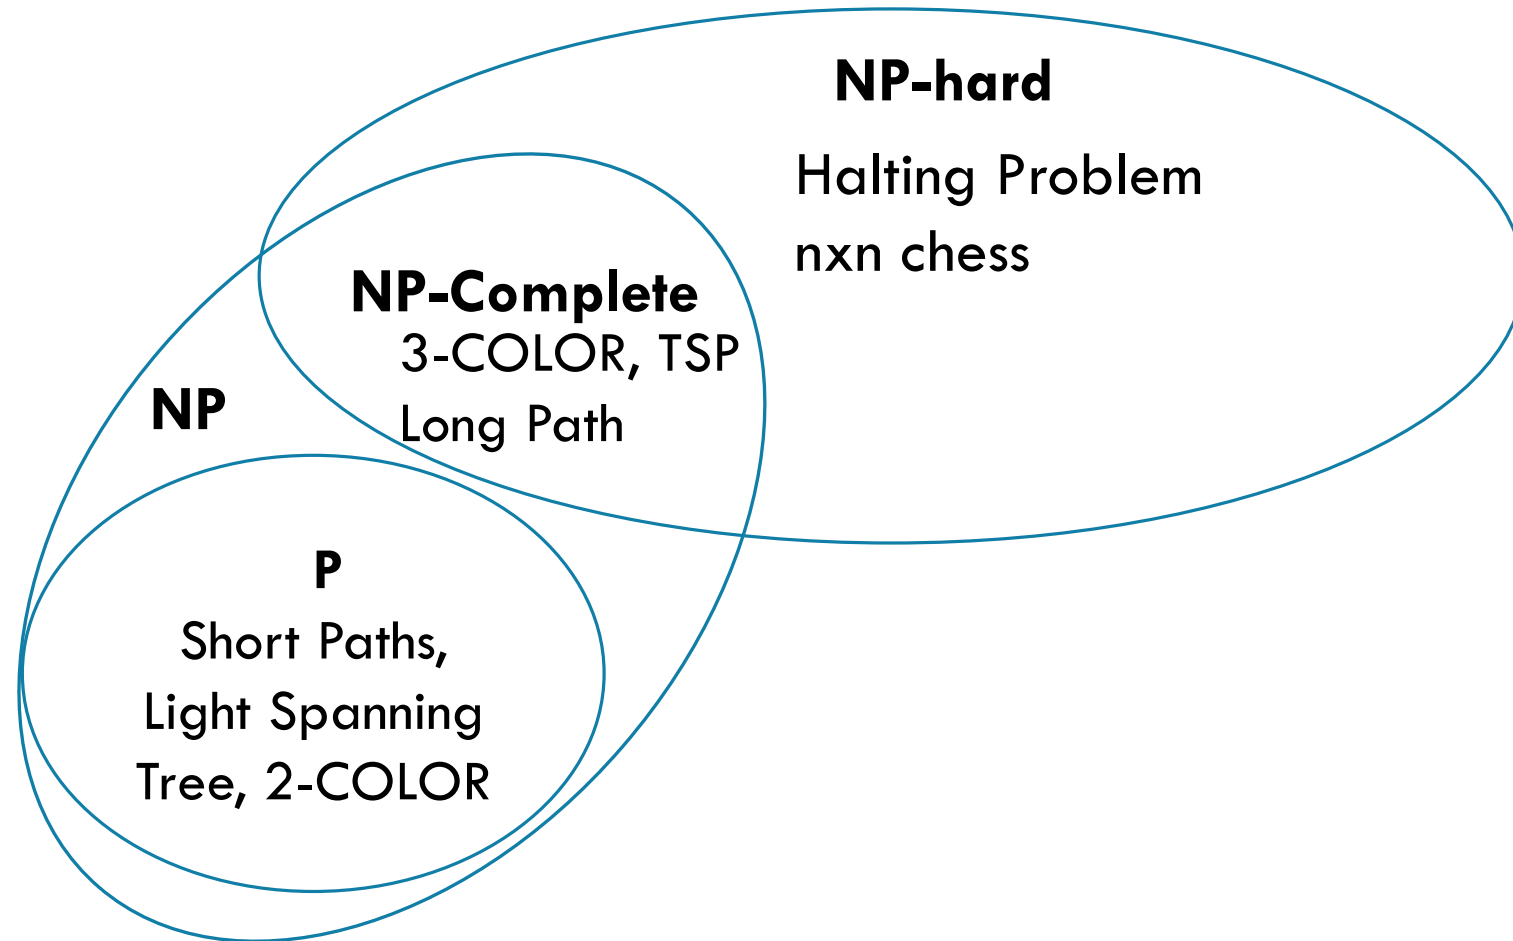 NP-hard
Halting Problem
nxn chess
NP-Complete
3-COLOR, TSP
Long Path
NP
P
Short Paths,
Light Spanning
Tree, 2-COLOR